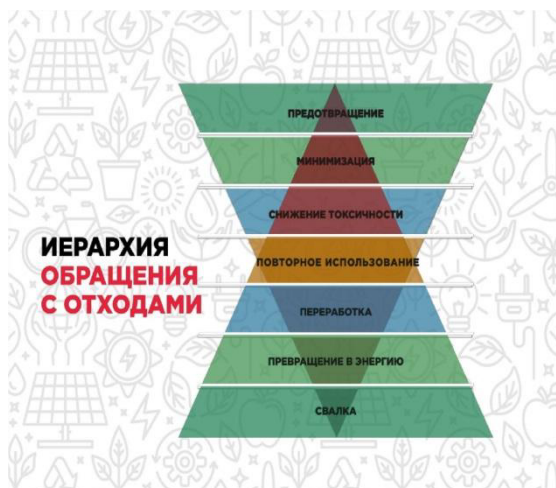 ПРЕДОТВРАЩЕНИЕ
МИНИМИЗАЦИЯ
СНИЖЕНИЕ ТОКСИЧНОСТИ
ИЕРАРХИЯ
ОБРАЩЕНИЯ
С ОТХОДАМИ
ПОВТОРНОЕ ИСПОЛЬЗОВАНИЕ
ПЕРЕРАБОТКА
ПРЕВРАЩЕНИЕ В ЭНЕРГИЮ
СВАЛКА